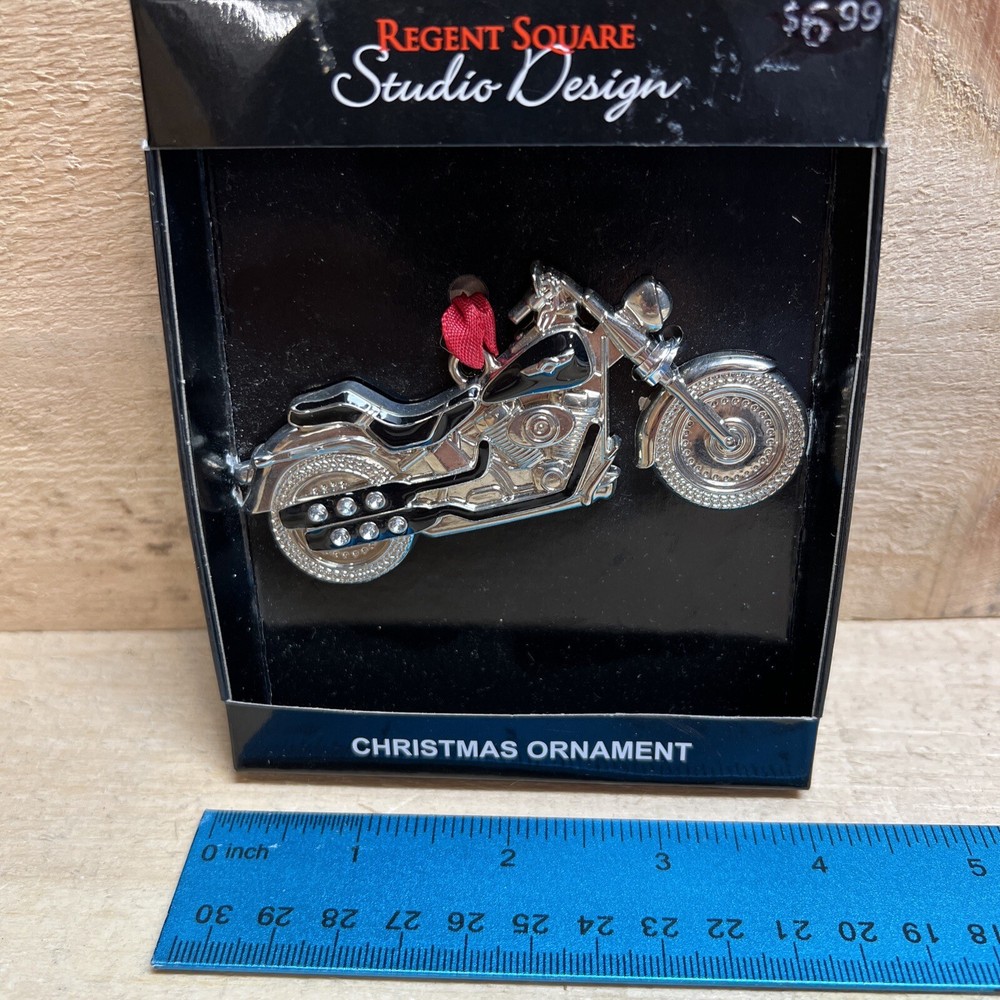 REGENT SQUARE
Studio Design
$6.99
CHRISTMAS ORNAMENT
0 inch 1 2 3 4 5
30 29 28 27 26 25 24 23 22 21 20 19 18